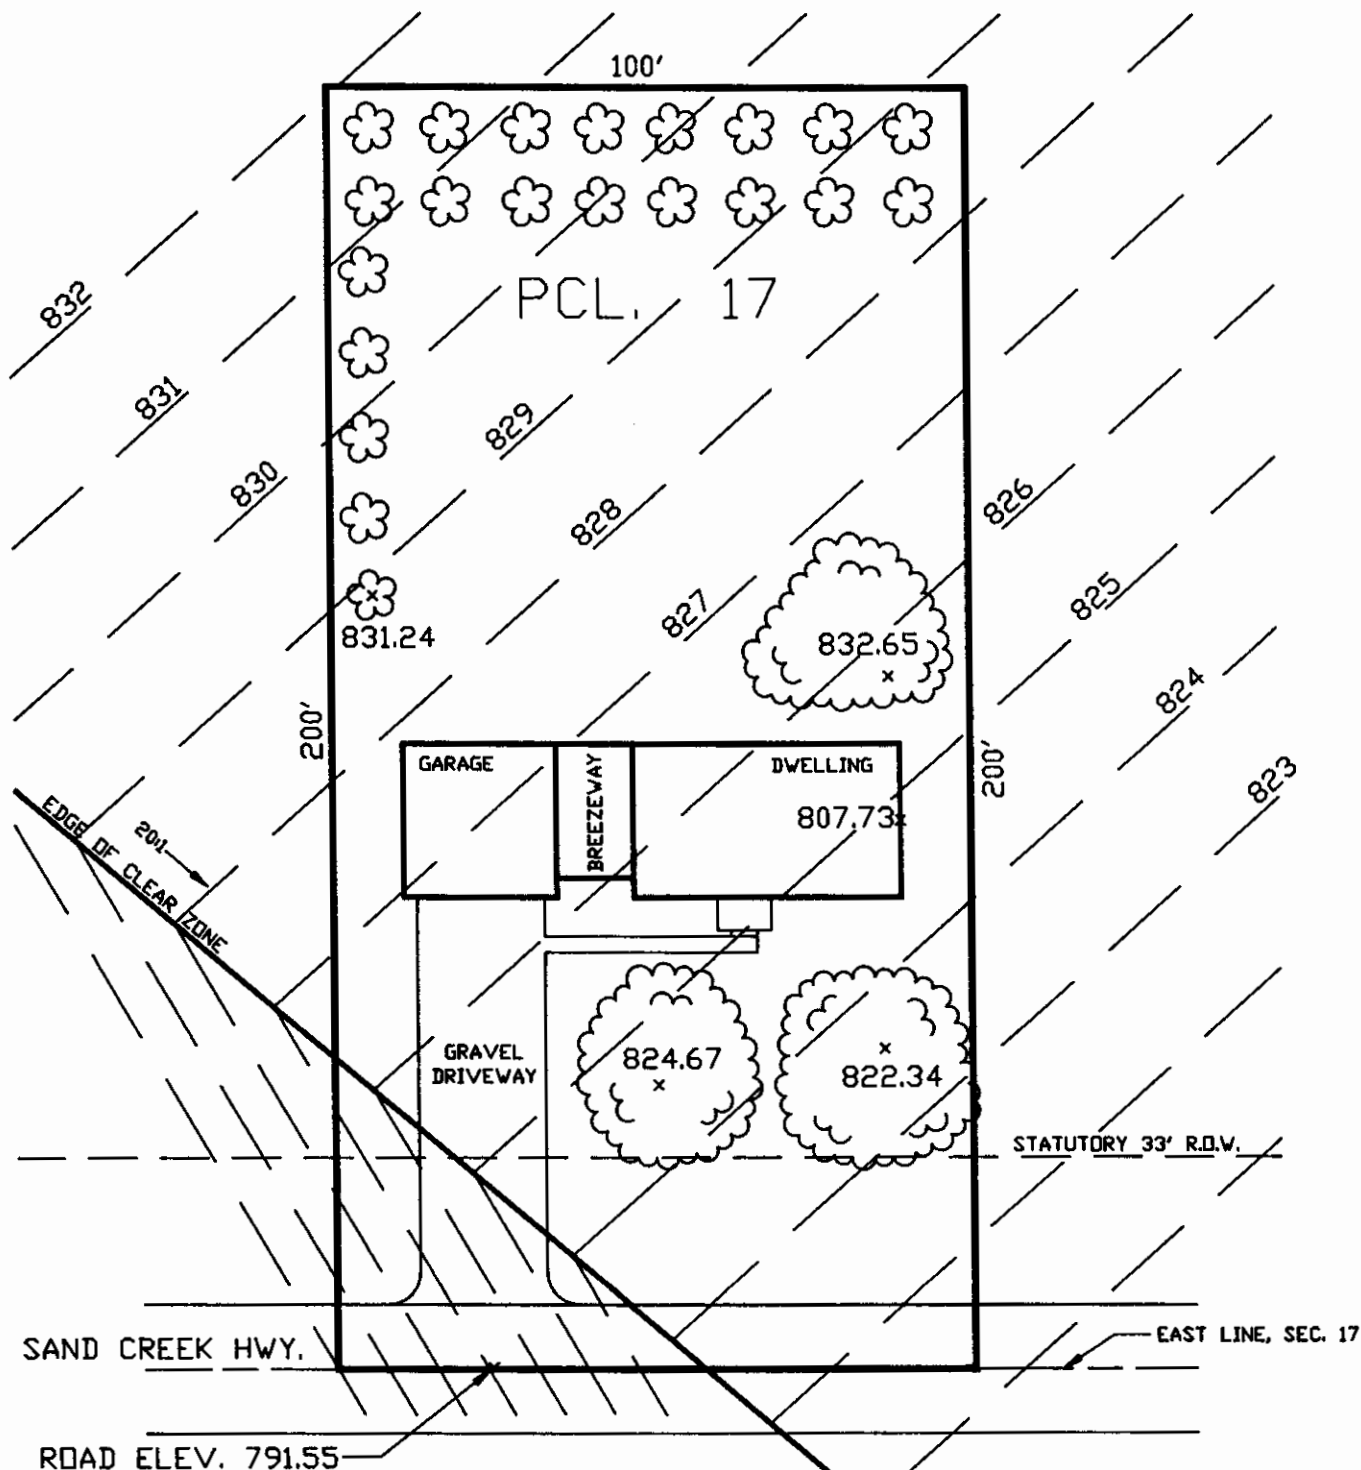 100'
PCL. 17
832
831
830
829
828
827
826
825
824
823
831.24
832.65
200'
200'
GARAGE
BREEZEWAY
DWELLING
807.73
20:1
EDGE OF CLEAR ZONE
GRAVEL
DRIVEWAY
824.67
822.34
STATUTORY 33' R.O.W.
SAND CREEK HWY.
EAST LINE, SEC. 17
ROAD ELEV. 791.55